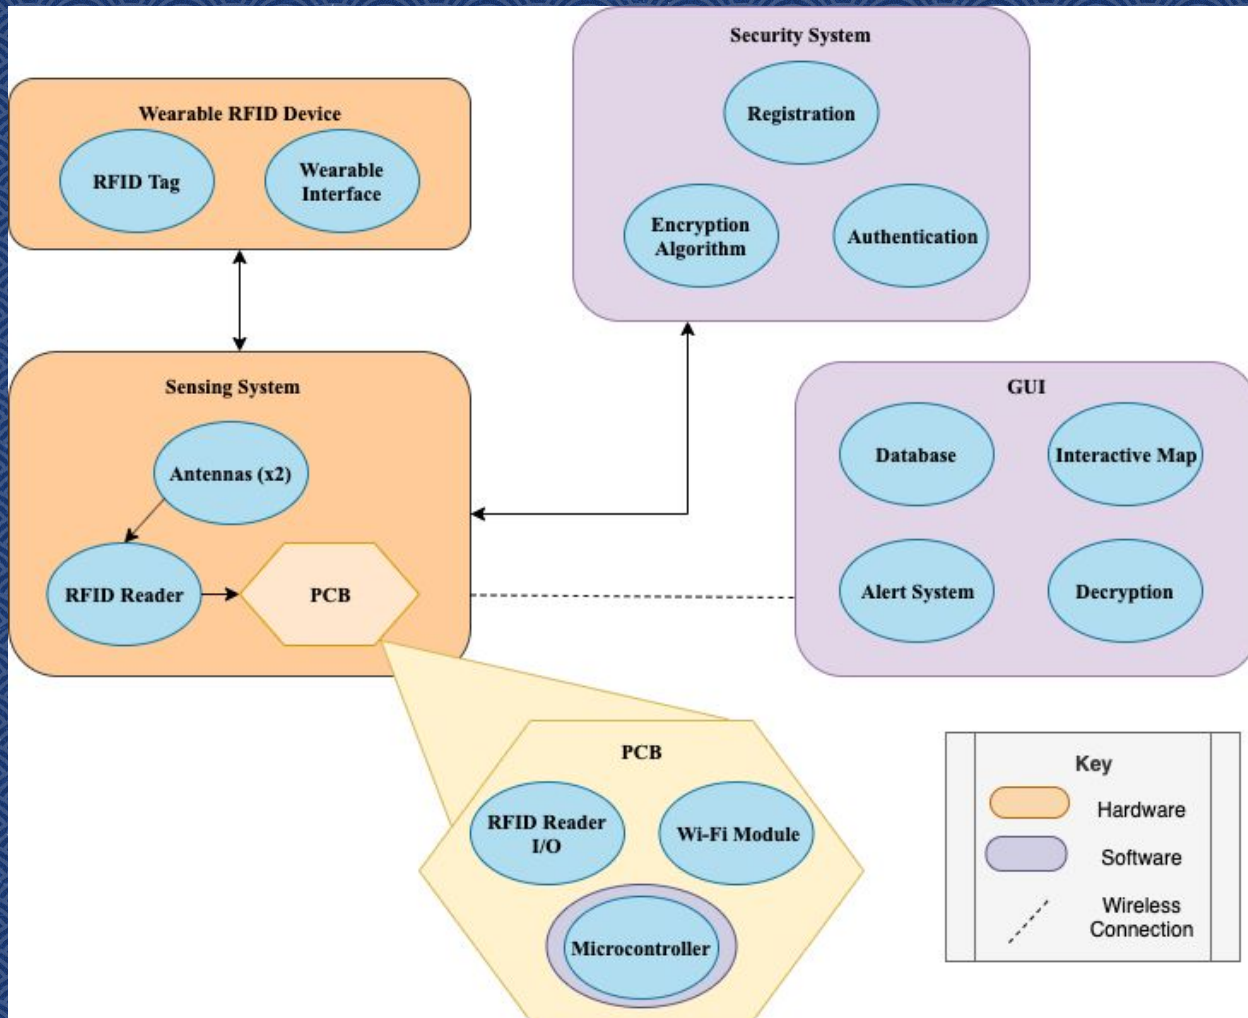 Security System
Registration
Encryption
Algorithm
Authentication
Wearable RFID Device
RFID Tag
Wearable
Interface
Sensing System
Antennas (x2)
RFID Reader
PCB
GUI
Database
Interactive Map
Alert System
Decryption
PCB
RFID Reader
I/O
Wi-Fi Module
Microcontroller
Key
Hardware
Software
Wireless
Connection